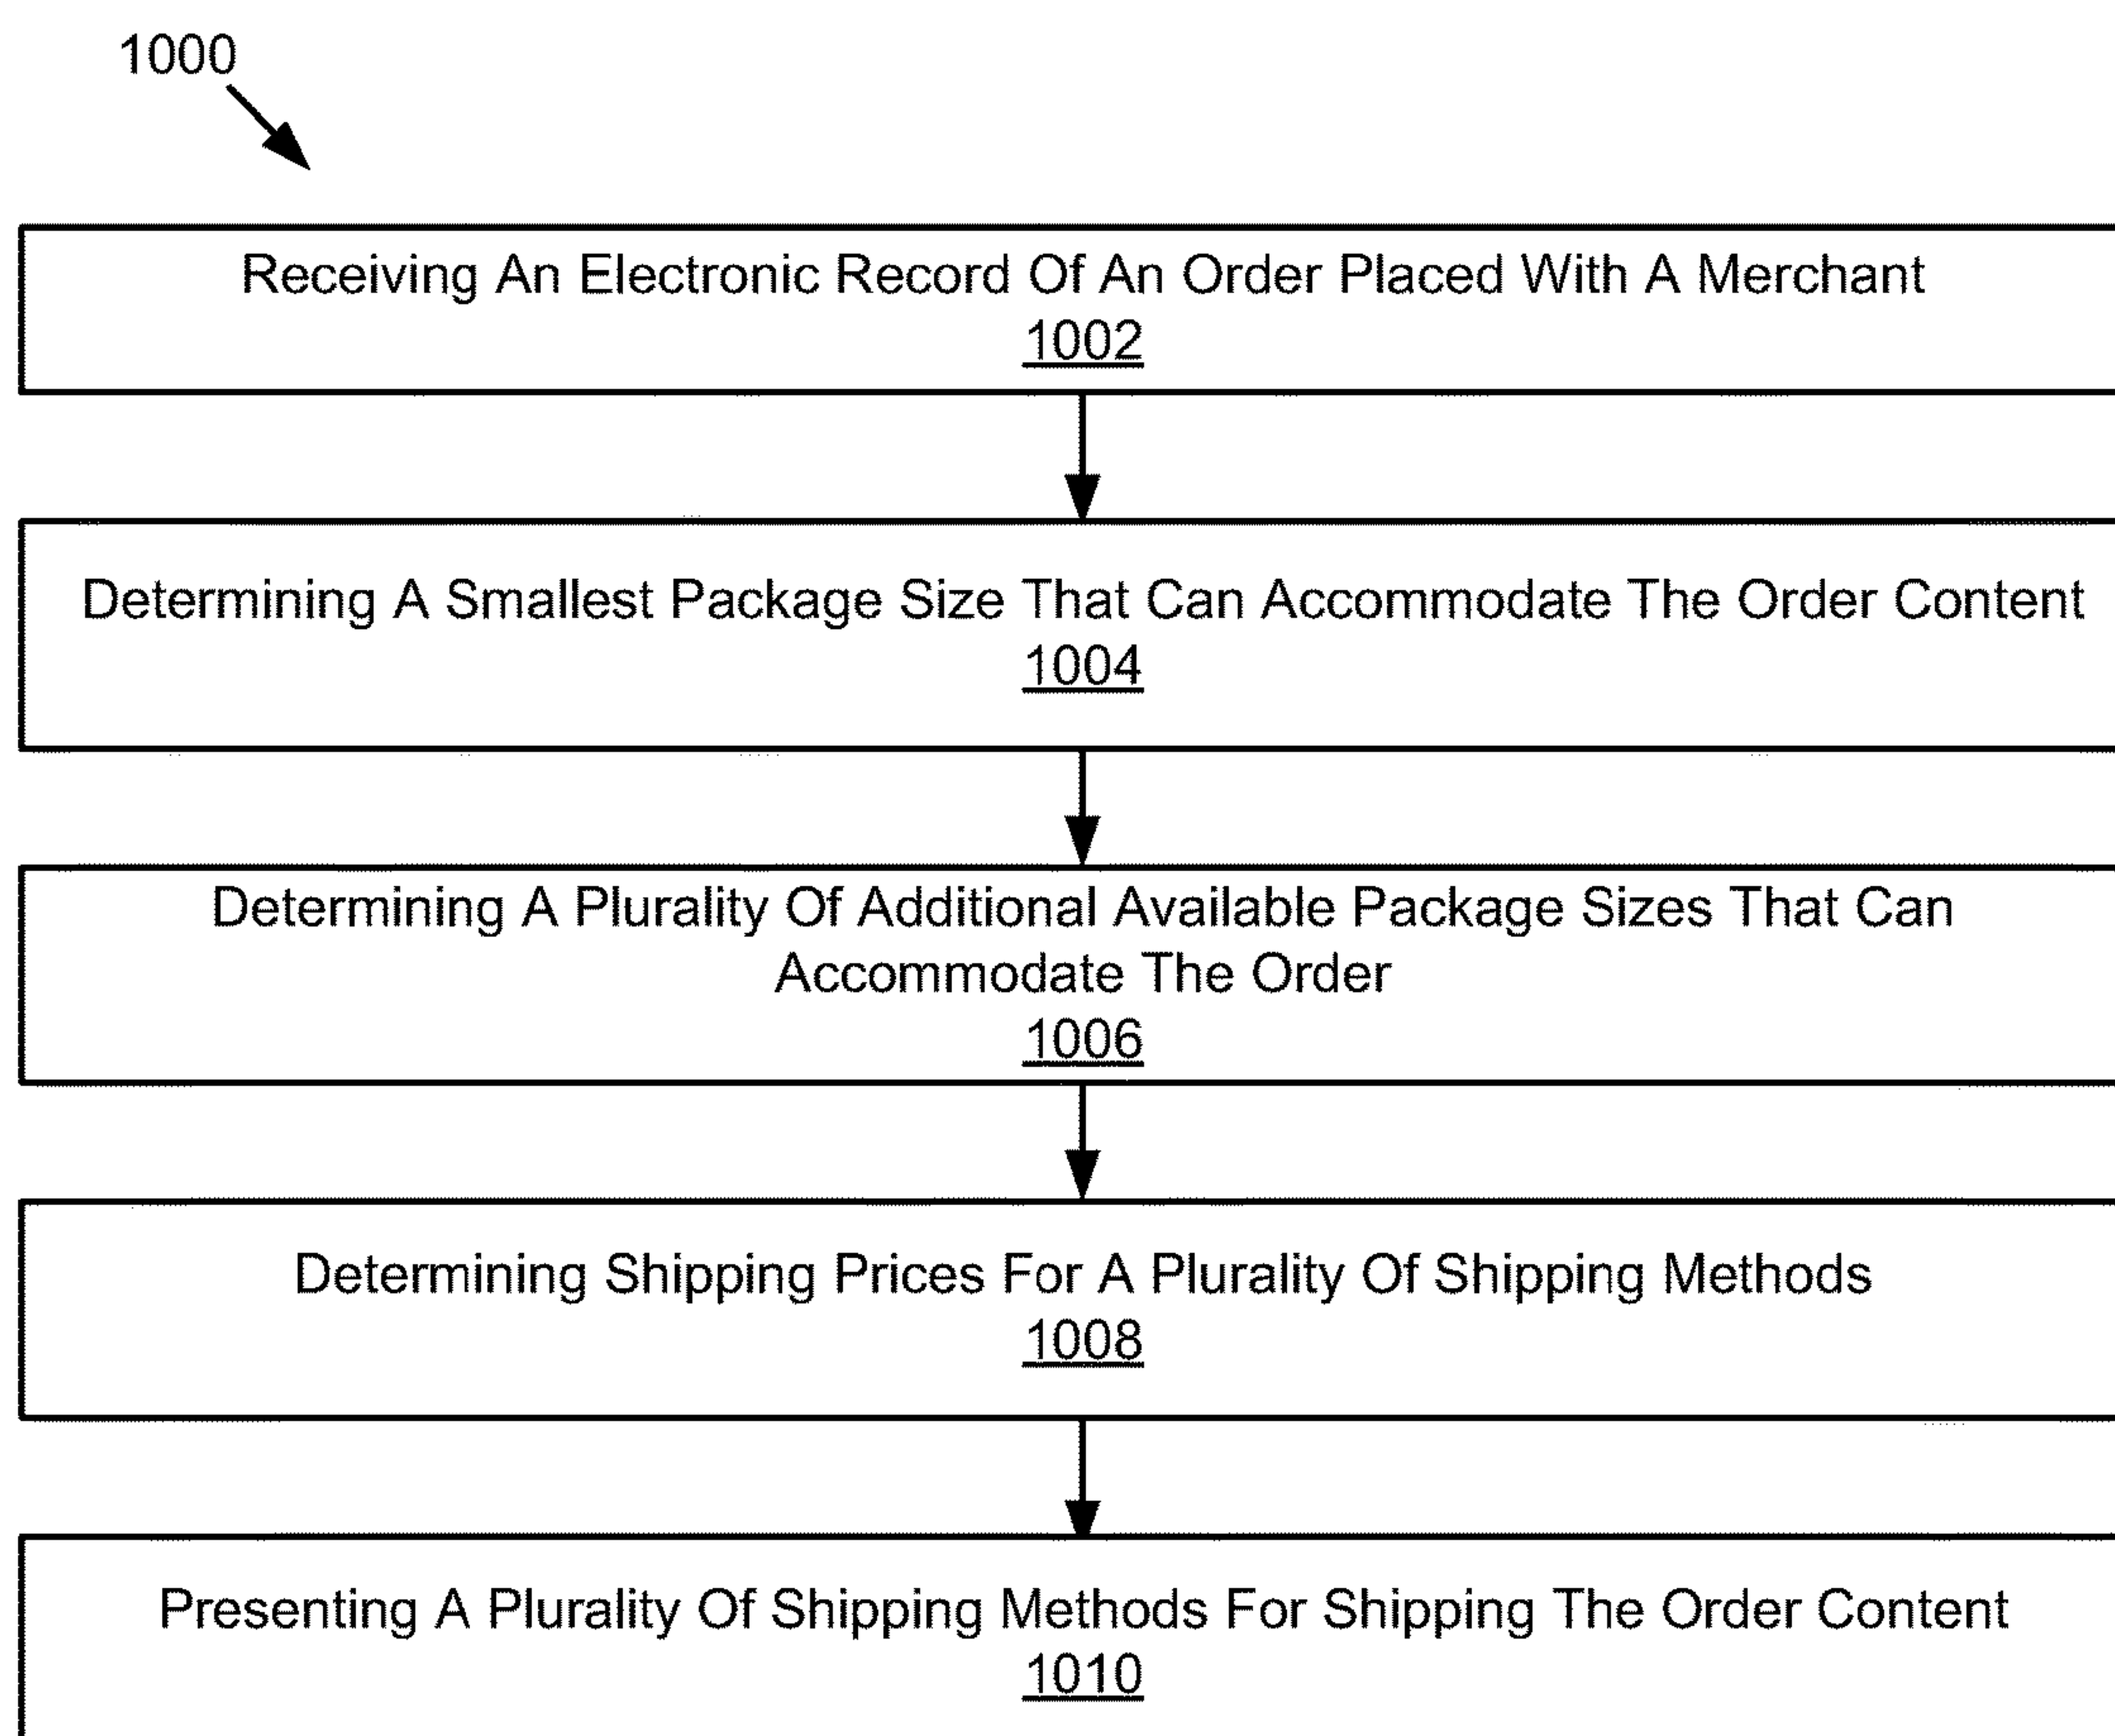 1000
Receiving An Electronic Record Of An Order Placed With A Merchant
1002
Determining A Smallest Package Size That Can Accommodate The Order Content
1004
Determining A Plurality Of Additional Available Package Sizes That Can
Accommodate The Order
1006
Determining Shipping Prices For A Plurality Of Shipping Methods
1008
Presenting A Plurality Of Shipping Methods For Shipping The Order Content
1010